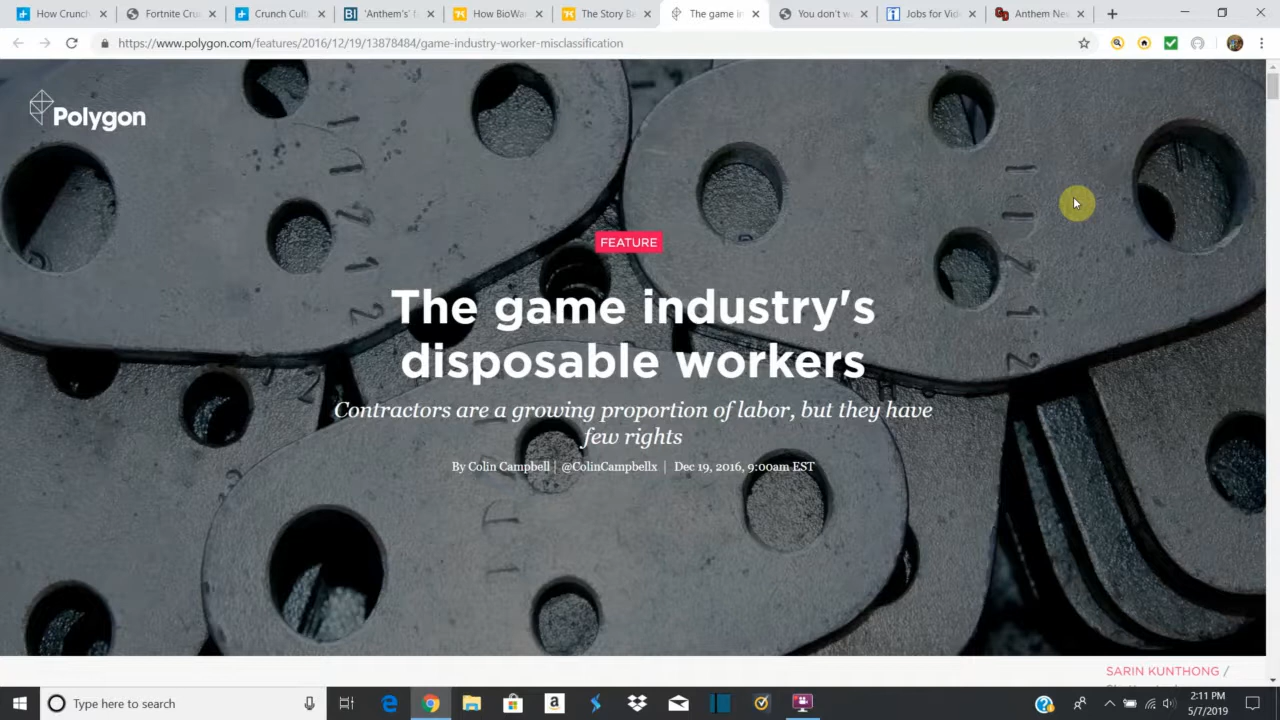 How Crunch
Fortnite Cru
Crunch Cult
'Anthem's' f
How BioWa
The Story Be
The game in
You don't w
Jobs for Vid
Anthem Nee
https://www.polygon.com/features/2016/12/19/13878484/game-industry-worker-misclassification
Polygon
FEATURE
The game industry's
disposable workers
Contractors are a growing proportion of labor, but they have
few rights
By Colin Campbell | @ColinCampbellx | Dec 19, 2016, 9:00am EST
SARIN KUNTHONG /
Type here to search
2:11 PM
5/7/2019